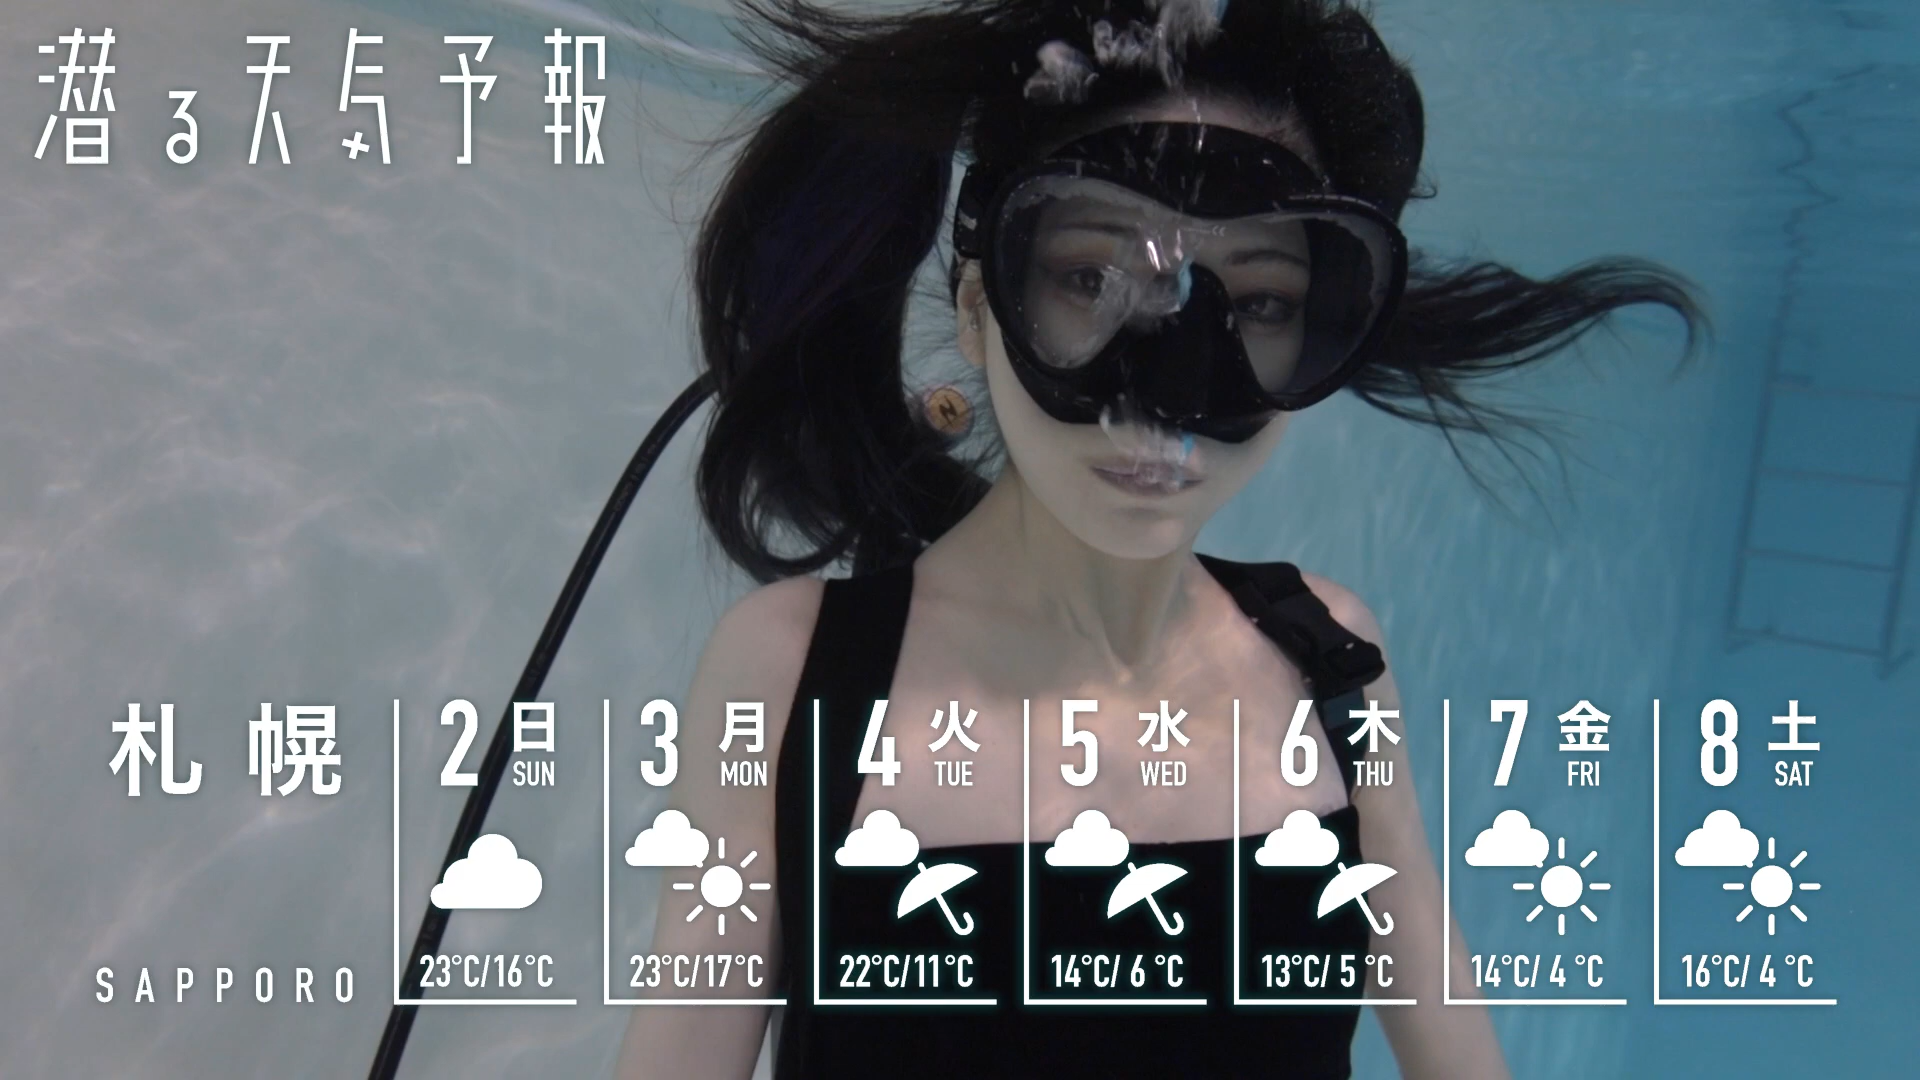 潜る天気予報
札幌
SAPPORO
2 日 SUN
23°C/16°C
3 月 MON
23°C/17°C
4 火 TUE
22°C/11°C
5 水 WED
14°C/ 6 °C
6 木 THU
13°C/ 5 °C
7 金 FRI
14°C/ 4 °C
8 土 SAT
16°C/ 4 °C
N